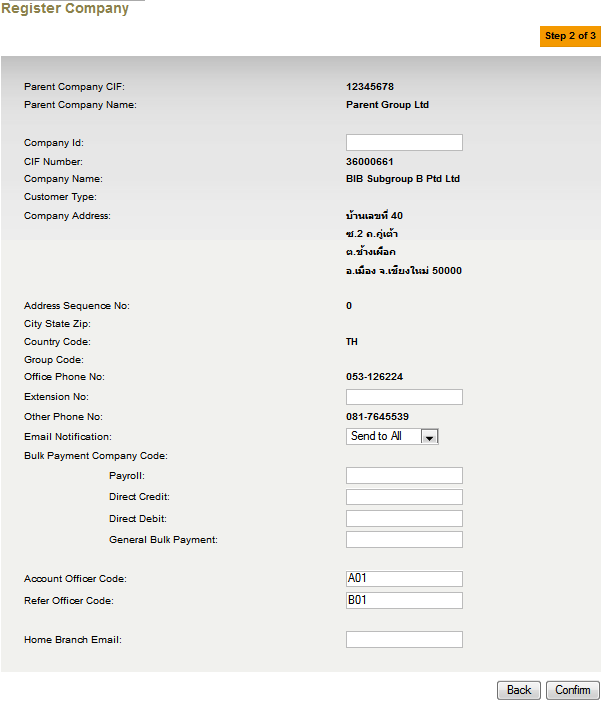 Register Company
Step 2 of 3
Parent Company CIF: 12345678
Parent Company Name: Parent Group Ltd
Company Id:
CIF Number: 36000661
Company Name: BIB Subgroup B Ptd Ltd
Customer Type:
Company Address: บ้านเลขที่ 40
ซ.2 ถ.คู่เต้า
ต.ช้างเผือก
อ.เมือง จ.เชียงใหม่ 50000
Address Sequence No: 0
City State Zip:
Country Code: TH
Group Code:
Office Phone No: 053-126224
Extension No:
Other Phone No: 081-7645539
Email Notification: Send to All
Bulk Payment Company Code:
Payroll:
Direct Credit:
Direct Debit:
General Bulk Payment:
Account Officer Code: A01
Refer Officer Code: B01
Home Branch Email:
Back Confirm